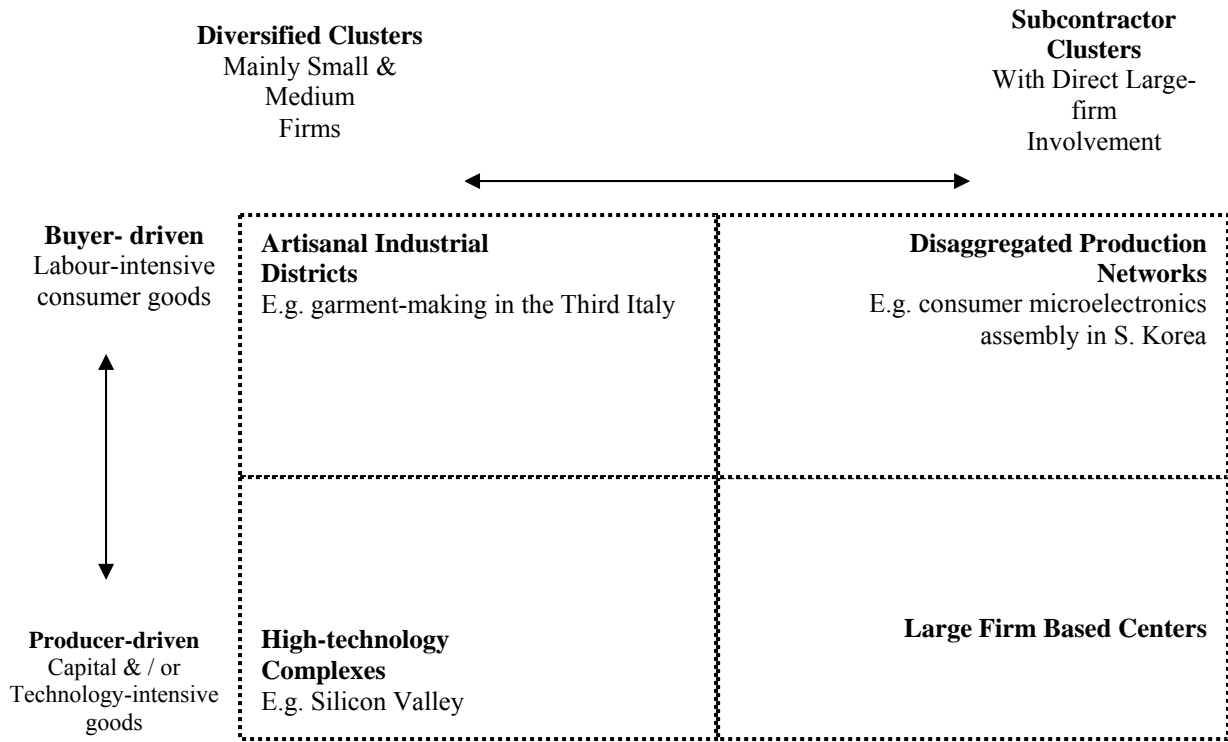 Diversified Clusters
Mainly Small &
Medium
Firms
Subcontractor
Clusters
With Direct Large-
firm
Involvement
Buyer- driven
Labour-intensive
consumer goods
Artisanal Industrial
Districts
E.g. garment-making in the Third Italy
Disaggregated Production
Networks
E.g. consumer microelectronics
assembly in S. Korea
Producer-driven
Capital & / or
Technology-intensive
goods
High-technology
Complexes
E.g. Silicon Valley
Large Firm Based Centers